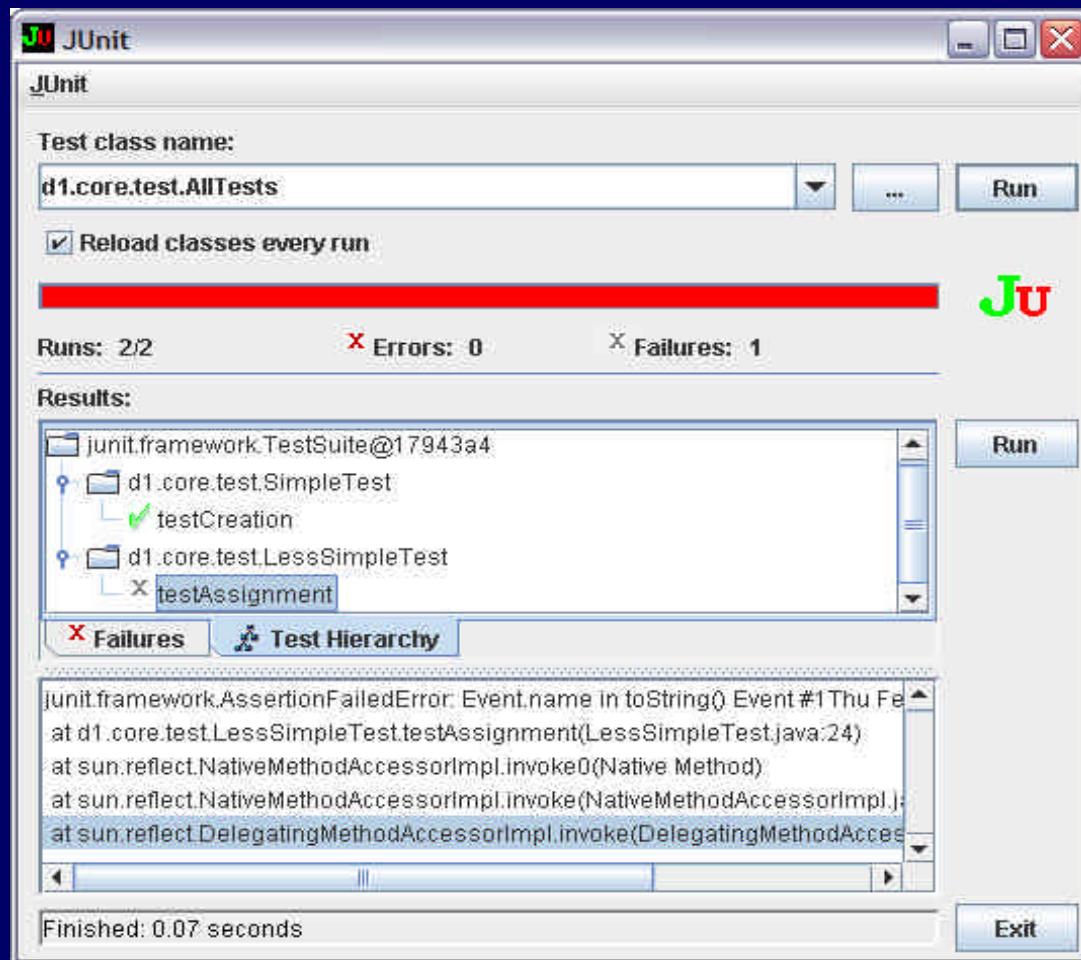 JU JUnit
JUnit
Test class name:
d1.core.test.AllTests ... Run
Reload classes every run
JU
Runs: 2/2 X Errors: 0 X Failures: 1
Results:
junit.framework.TestSuite@17943a4 Run
d1.core.test.SimpleTest
testCreation
d1.core.test.LessSimpleTest
X testAssignment
X Failures Test Hierarchy
junit.framework.AssertionFailedError: Event.name in toString() Event #1Thu Fe
at d1.core.test.LessSimpleTest.testAssignment(LessSimpleTest.java:24)
at sun.reflect.NativeMethodAccessorImpl.invoke0(Native Method)
at sun.reflect.NativeMethodAccessorImpl.invoke(NativeMethodAccessorImpl.ja
at sun.reflect.DelegatingMethodAccessorImpl.invoke(DelegatingMethodAcces
Finished: 0.07 seconds Exit